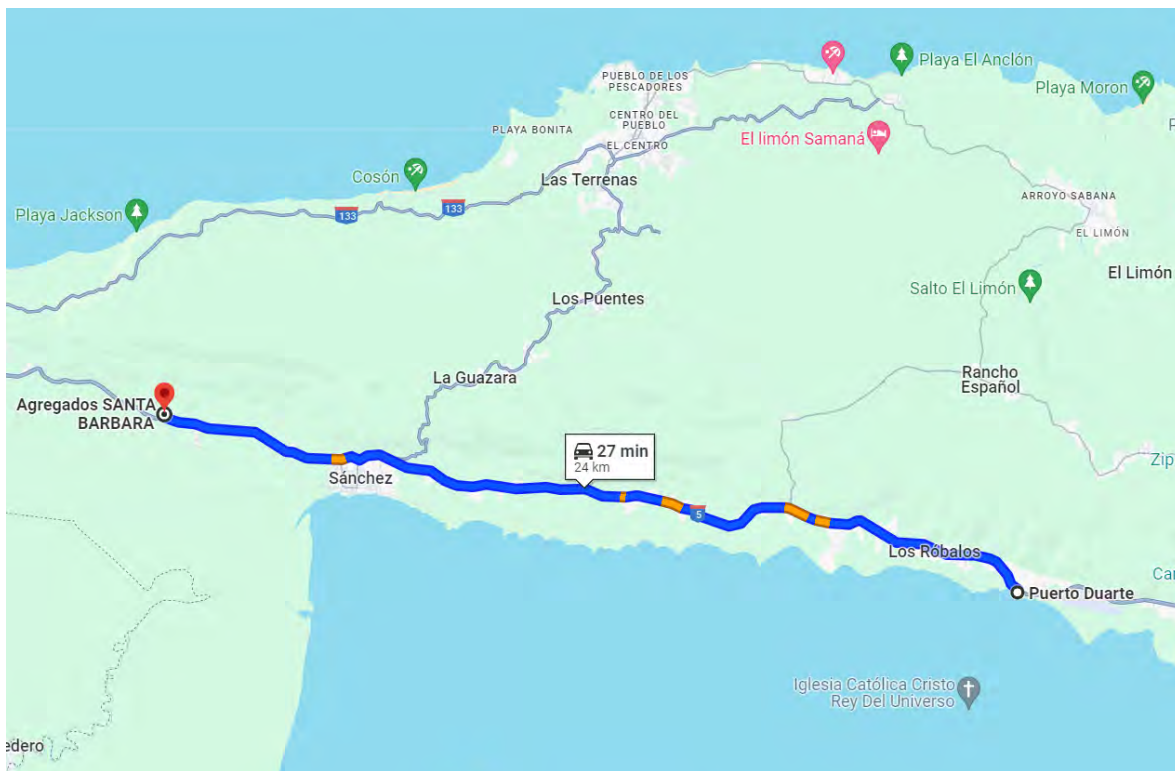 Playa El Anclón
PUEBLO DE LOS
PESCADORES
Playa Moron
CENTRO DEL
PUEBLO
PLAYA BONITA
EL CENTRO
El limón Samaná
Cosón
Las Terrenas
Playa Jackson
133
133
ARROYO SABANA
EL LIMÓN
El Limón
Salto El Limón
Los Puentes
La Guazara
Rancho
Español
Agregados SANTA
BARBARA
27 min
24 km
Zip
Sánchez
5
Los Róbalos
Puerto Duarte
Iglesia Católica Cristo
Rey Del Universo
edero